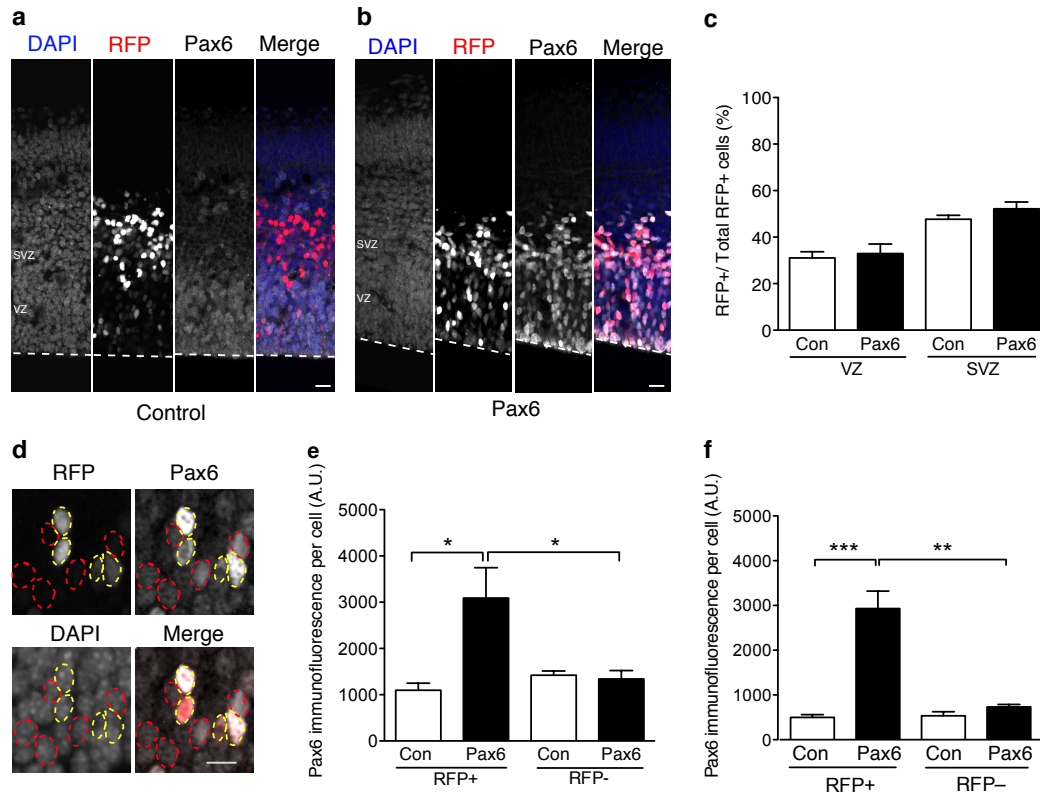 a
DAPI RFP Pax6 Merge
SVZ
VZ
Control
b
DAPI RFP Pax6 Merge
SVZ
VZ
Pax6
c
RFP+/ Total RFP+ cells (%)
100
80
60
40
20
0
Con Pax6 Con Pax6
VZ SVZ
d
RFP Pax6
DAPI Merge
e
Pax6 immunofluorescence per cell (A.U.)
5000
4000
3000
2000
1000
0
* *
Con Pax6 Con Pax6
RFP+ RFP-
f
Pax6 immunofluorescence per cell (A.U.)
5000
4000
3000
2000
1000
0
*** **
Con Pax6 Con Pax6
RFP+ RFP–